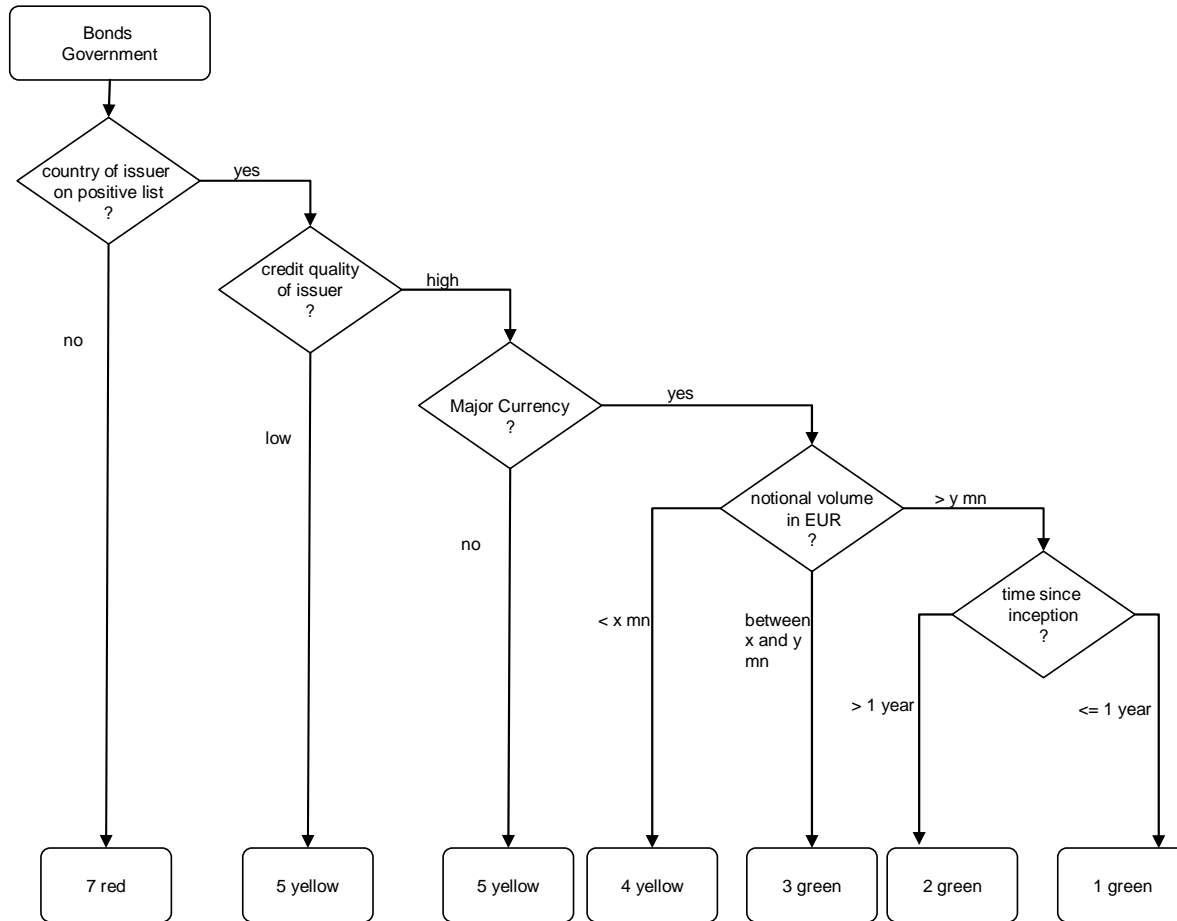 Bonds
Government
country of issuer
on positive list
?
yes
no
credit quality
of issuer
?
high
low
Major Currency
?
yes
no
notional volume
in EUR
?
> y mn
< x mn
between
x and y
mn
time since
inception
?
> 1 year
<= 1 year
7 red
5 yellow
5 yellow
4 yellow
3 green
2 green
1 green